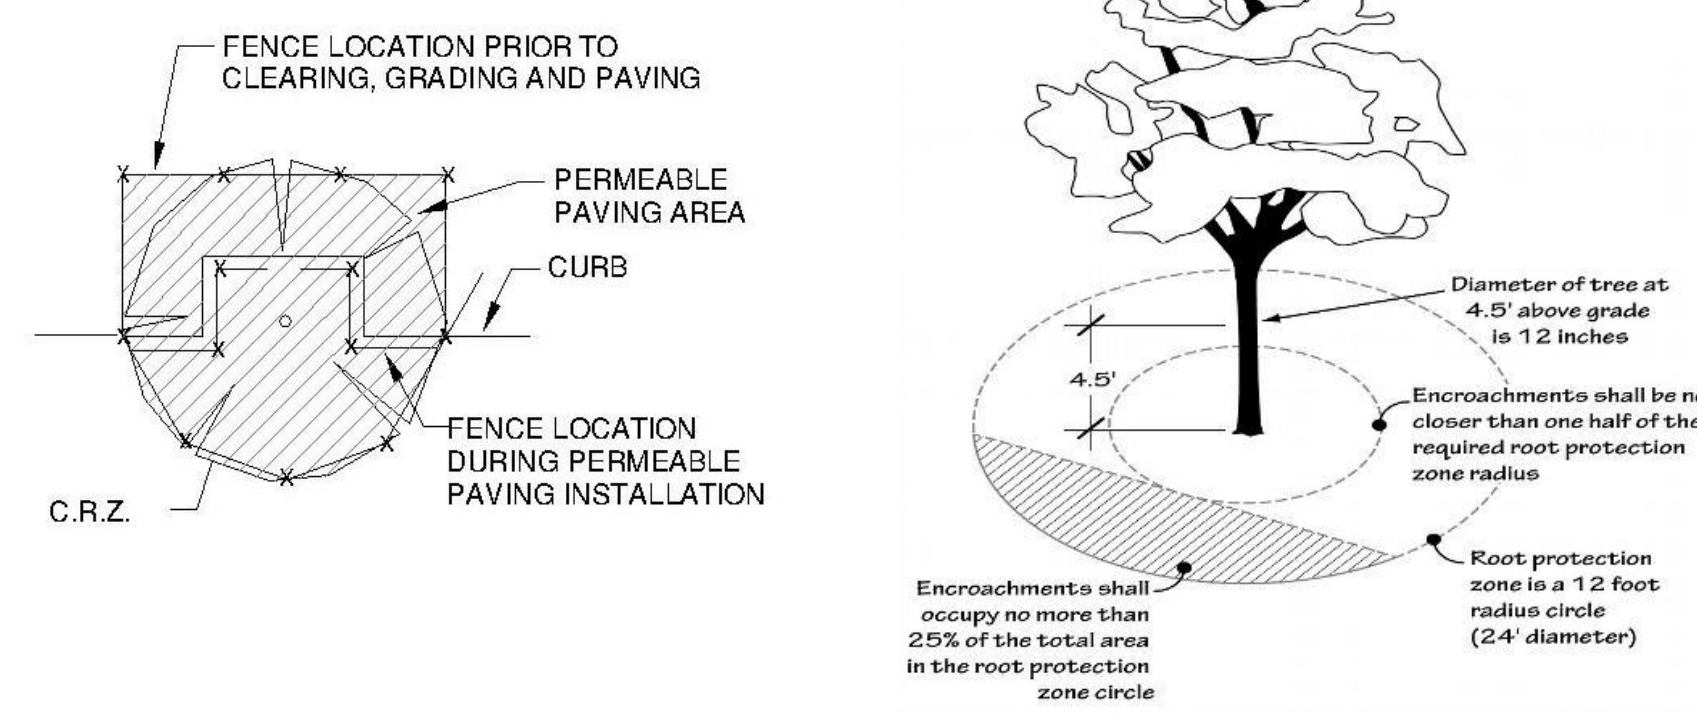 FENCE LOCATION PRIOR TO
CLEARING, GRADING AND PAVING
PERMEABLE
PAVING AREA
CURB
FENCE LOCATION
DURING PERMEABLE
PAVING INSTALLATION
C.R.Z.
Diameter of tree at
4.5' above grade
is 12 inches
4.5'
Encroachments shall be
closer than one half of the
required root protection
zone radius
Root protection
zone is a 12 foot
radius circle
(24' diameter)
Encroachments shall
occupy no more than
25% of the total area
in the root protection
zone circle